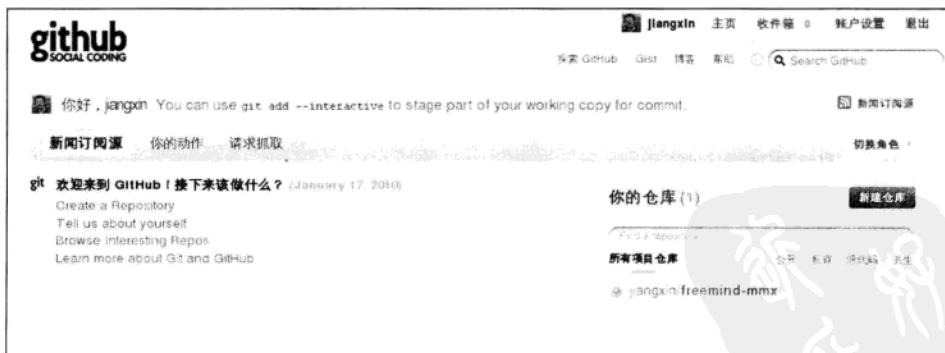 github
SOCIAL CODING
jiangxin 主页 收件箱 0 账户设置 退出
探索 GitHub Gist 博客 帮助 Search GitHub
你好，jiangxin You can use git add --interactive to stage part of your working copy for commit.
新闻订阅源
新闻订阅源 你的动作 请求抓取
切换角色
git 欢迎来到 GitHub！接下来该做什么？ (January 17, 2010)
Create a Repository
Tell us about yourself
Browse interesting Repos
Learn more about Git and GitHub
你的仓库 (1) 新建仓库
Find a repository
所有项目仓库 公开 私有
jiangxin/freemind-mmx